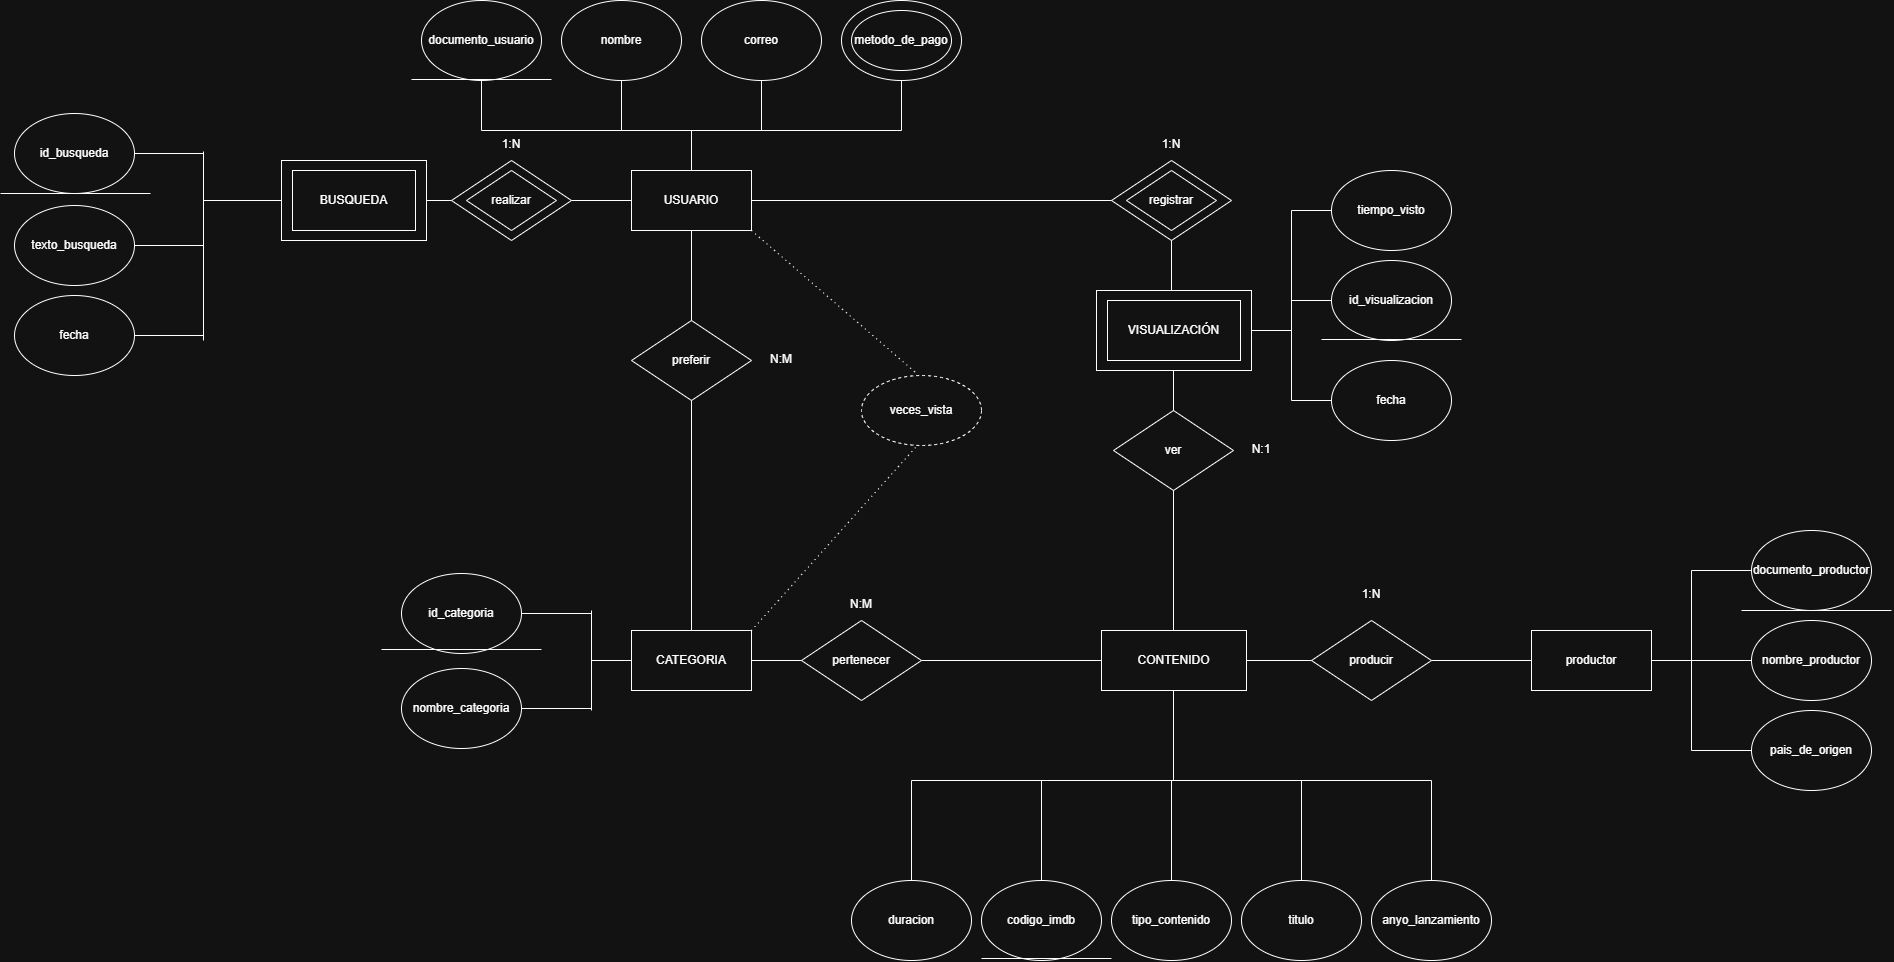 documento_usuario
nombre
correo
metodo_de_pago
1:N
1:N
id_busqueda
BUSQUEDA
realizar
USUARIO
registrar
tiempo_visto
texto_busqueda
id_visualizacion
VISUALIZACIÓN
fecha
preferir
N:M
fecha
veces_vista
ver
N:1
documento_productor
1:N
N:M
id_categoria
CATEGORIA
pertenecer
CONTENIDO
producir
productor
nombre_productor
nombre_categoria
pais_de_origen
duracion
codigo_imdb
tipo_contenido
titulo
anyo_lanzamiento